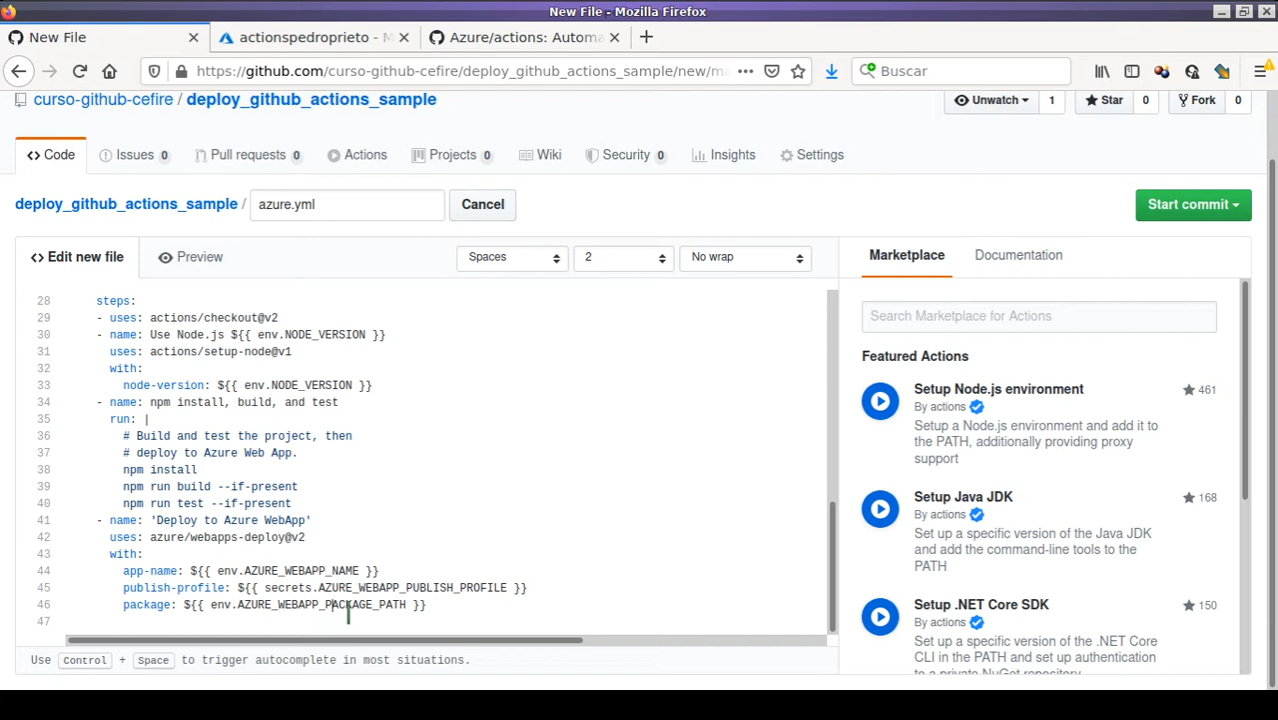 New File - Mozilla Firefox
New File
actionspedroprieto - M
Azure/actions: Automa
https://github.com/curso-github-cefire/deploy_github_actions_sample/new/ma
Buscar
curso-github-cefire / deploy_github_actions_sample
Unwatch 1
Star 0
Fork 0
Code
Issues 0
Pull requests 0
Actions
Projects 0
Wiki
Security 0
Insights
Settings
deploy_github_actions_sample / azure.yml
Cancel
Start commit
Edit new file
Preview
Spaces
2
No wrap
28 steps:
29 - uses: actions/checkout@v2
30 - name: Use Node.js ${{ env.NODE_VERSION }}
31 uses: actions/setup-node@v1
32 with:
33 node-version: ${{ env.NODE_VERSION }}
34 - name: npm install, build, and test
35 run: |
36 # Build and test the project, then
37 # deploy to Azure Web App.
38 npm install
39 npm run build --if-present
40 npm run test --if-present
41 - name: 'Deploy to Azure WebApp'
42 uses: azure/webapps-deploy@v2
43 with:
44 app-name: ${{ env.AZURE_WEBAPP_NAME }}
45 publish-profile: ${{ secrets.AZURE_WEBAPP_PUBLISH_PROFILE }}
46 package: ${{ env.AZURE_WEBAPP_PACKAGE_PATH }}
47
Use Control + Space to trigger autocomplete in most situations.
Marketplace
Documentation
Search Marketplace for Actions
Featured Actions
Setup Node.js environment 461
By actions
Setup a Node.js environment and add it to
the PATH, additionally providing proxy
support
Setup Java JDK 168
By actions
Set up a specific version of the Java JDK
and add the command-line tools to the
PATH
Setup .NET Core SDK 150
By actions
Set up a specific version of the .NET Core
CLI in the PATH and set up authentication
to a private NuGet repository.